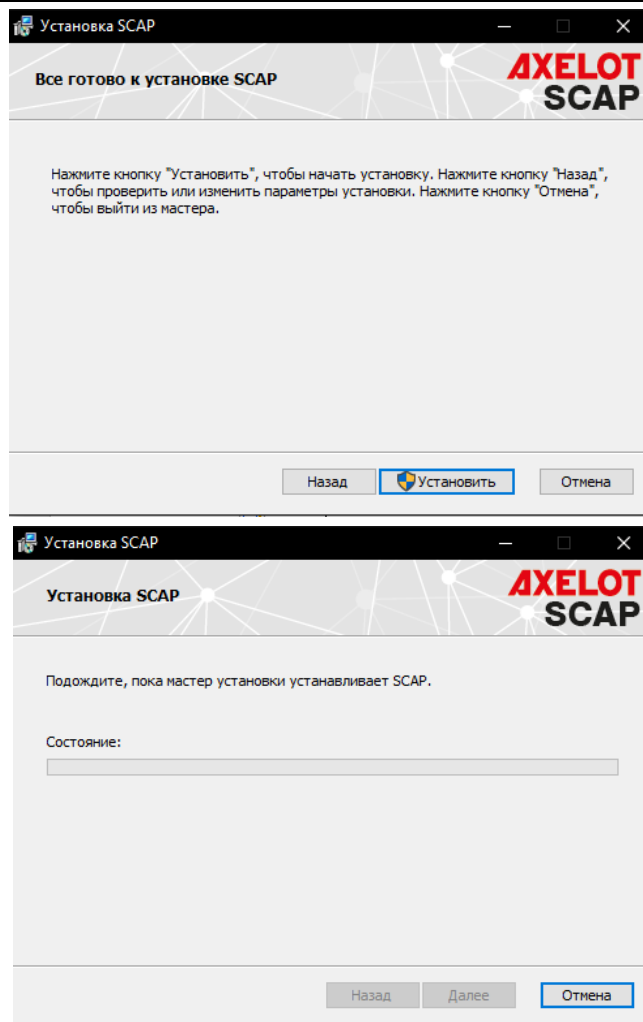 Установка SCAP
Все готово к установке SCAP
AXELOT
SCAP
Нажмите кнопку "Установить", чтобы начать установку. Нажмите кнопку "Назад",
чтобы проверить или изменить параметры установки. Нажмите кнопку "Отмена",
чтобы выйти из мастера.
Назад
Установить
Отмена
Установка SCAP
Установка SCAP
AXELOT
SCAP
Подождите, пока мастер установки устанавливает SCAP.
Состояние:
Назад
Далее
Отмена